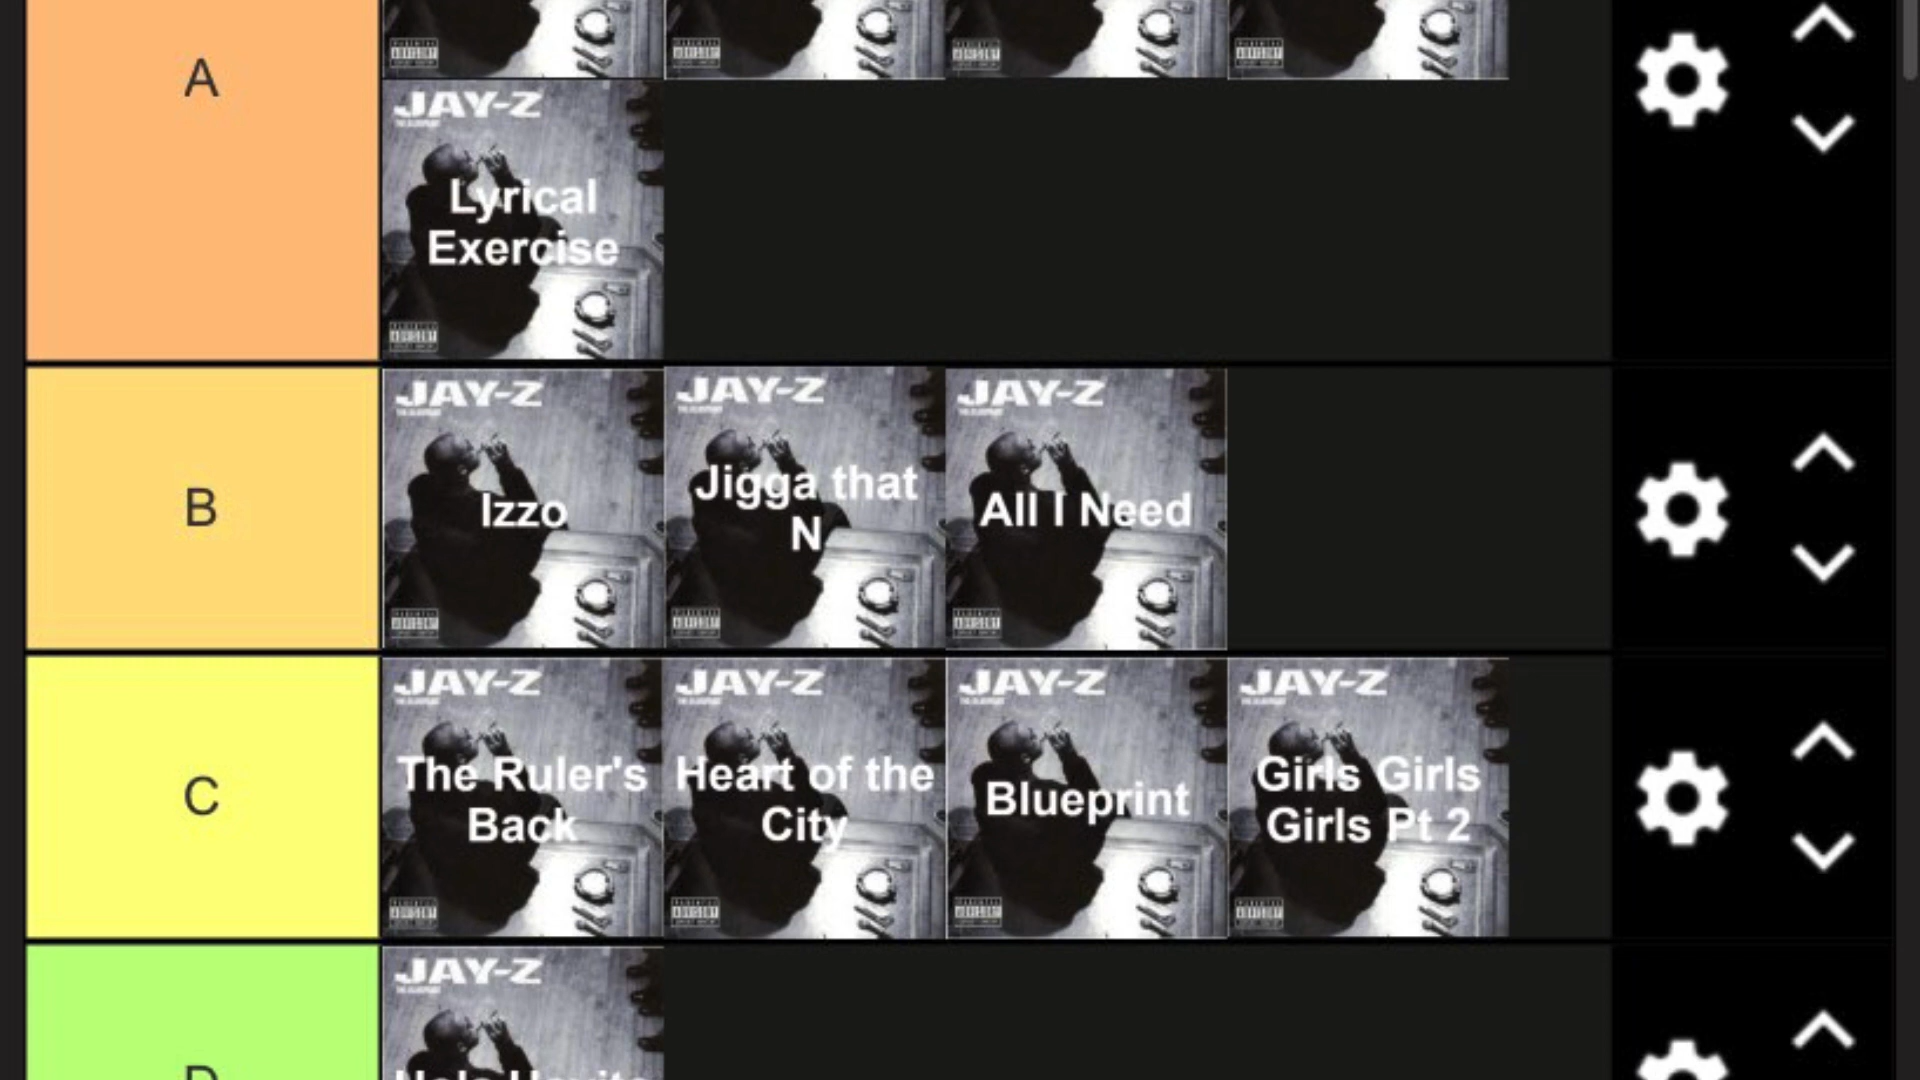 A
JAY-Z
Lyrical
Exercise
B
JAY-Z
Izzo
JAY-Z
Jigga that
N
JAY-Z
All I Need
C
JAY-Z
The Ruler's
Back
JAY-Z
Heart of the
City
JAY-Z
Blueprint
JAY-Z
Girls Girls
Girls Pt 2
D
JAY-Z